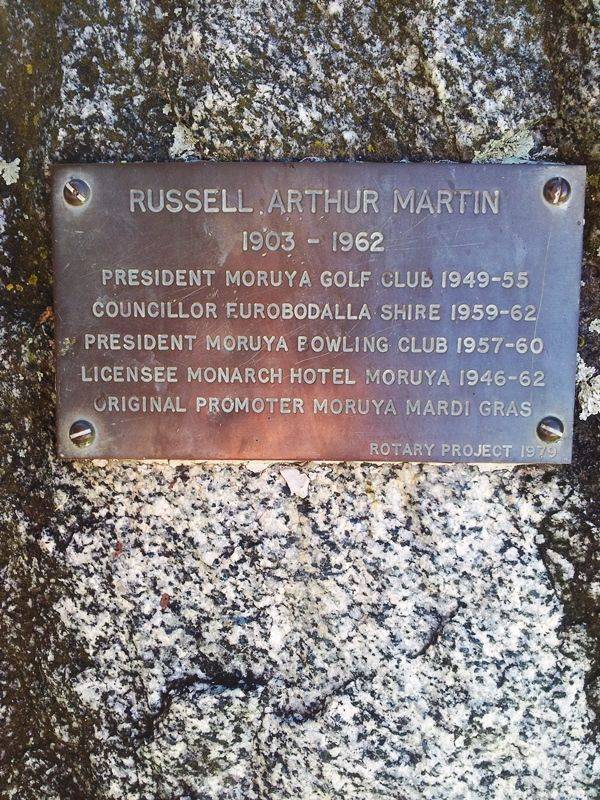 RUSSELL ARTHUR MARTIN
1903 - 1962
PRESIDENT MORUYA GOLF CLUB 1949-55
COUNCILLOR EUROBODALLA SHIRE 1959-62
PRESIDENT MORUYA BOWLING CLUB 1957-60
LICENSEE MONARCH HOTEL MORUYA 1946-62
ORIGINAL PROMOTER MORUYA MARDI GRAS
ROTARY PROJECT 1979